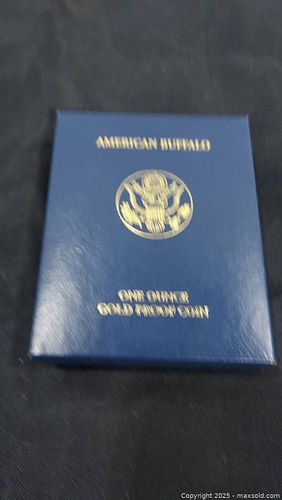 AMERICAN BUFFALO
ONE OUNCE
GOLD PROOF COIN
Copyright © 2025 - maxsold.com